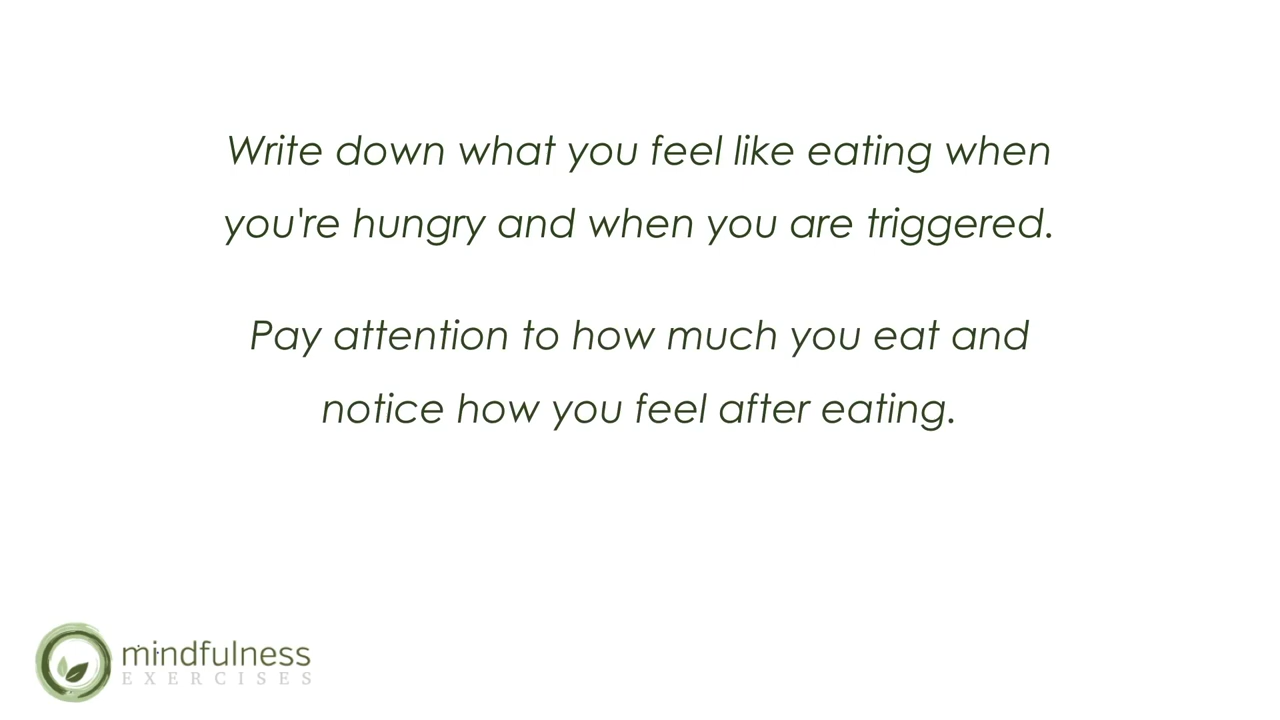 Write down what you feel like eating when
you're hungry and when you are triggered.
Pay attention to how much you eat and
notice how you feel after eating.
mindfulness
EXERCISES